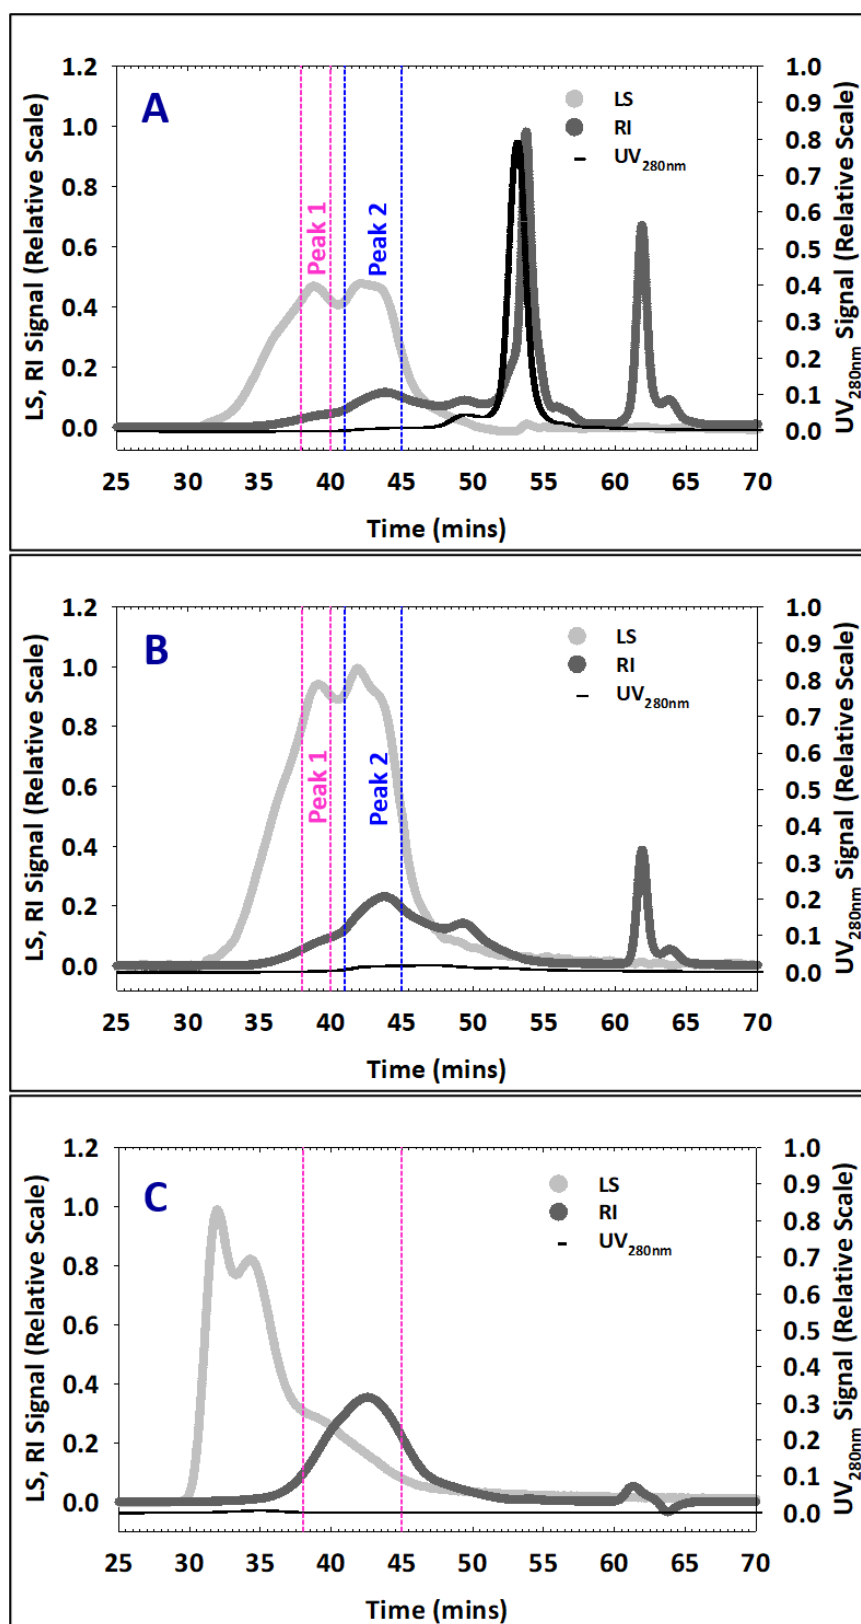 A
LS
RI
UV280nm
Peak 1
Peak 2
LS, RI Signal (Relative Scale)
1.2
1.0
0.8
0.6
0.4
0.2
0.0
UV280nm Signal (Relative Scale)
1.0
0.9
0.8
0.7
0.6
0.5
0.4
0.3
0.2
0.1
0.0
25 30 35 40 45 50 55 60 65 70
Time (mins)
B
LS
RI
UV280nm
Peak 1
Peak 2
LS, RI Signal (Relative Scale)
1.2
1.0
0.8
0.6
0.4
0.2
0.0
UV280nm Signal (Relative Scale)
1.0
0.9
0.8
0.7
0.6
0.5
0.4
0.3
0.2
0.1
0.0
25 30 35 40 45 50 55 60 65 70
Time (mins)
C
LS
RI
UV280nm
LS, RI Signal (Relative Scale)
1.2
1.0
0.8
0.6
0.4
0.2
0.0
UV280nm Signal (Relative Scale)
1.0
0.9
0.8
0.7
0.6
0.5
0.4
0.3
0.2
0.1
0.0
25 30 35 40 45 50 55 60 65 70
Time (mins)